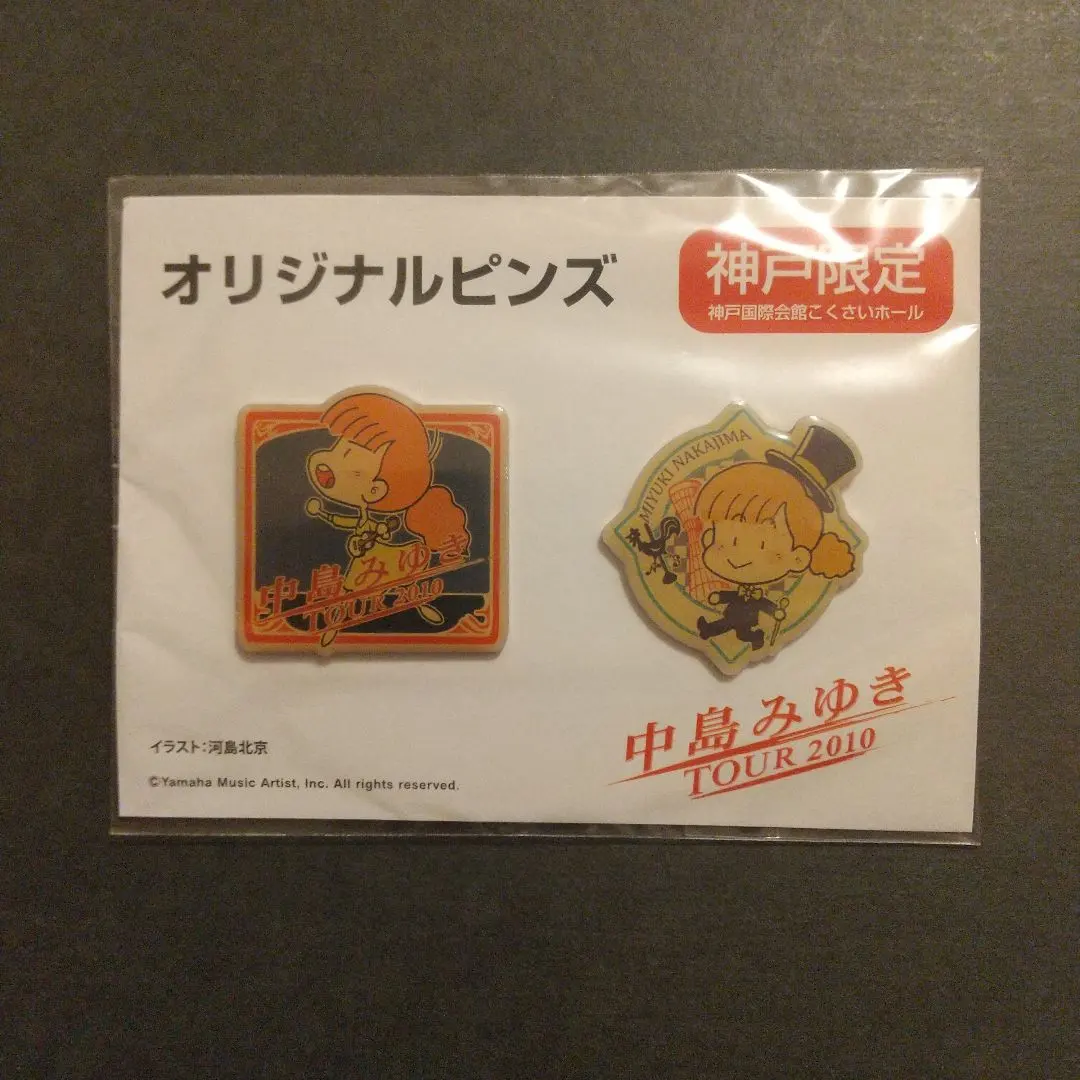 オリジナルピンズ
神戸限定
神戸国際会館こくさいホール
中島みゆき
TOUR 2010
MIYUKI NAKAJIMA
中島みゆき
TOUR 2010
イラスト:河島北京
©Yamaha Music Artist, Inc. All rights reserved.